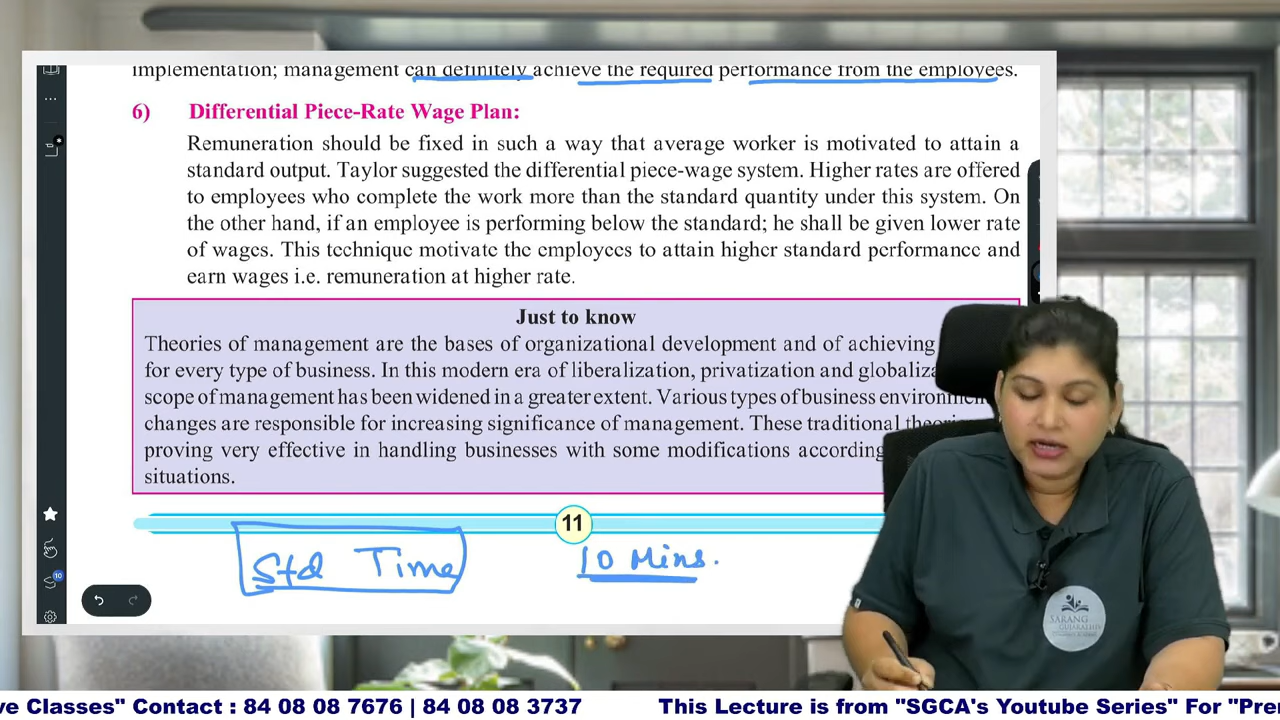 implementation; management can definitely achieve the required performance from the employees.
6) Differential Piece-Rate Wage Plan:
Remuneration should be fixed in such a way that average worker is motivated to attain a
standard output. Taylor suggested the differential piece-wage system. Higher rates are offered
to employees who complete the work more than the standard quantity under this system. On
the other hand, if an employee is performing below the standard; he shall be given lower rate
of wages. This technique motivate the employees to attain higher standard performance and
earn wages i.e. remuneration at higher rate.
Just to know
Theories of management are the bases of organizational development and of achieving
for every type of business. In this modern era of liberalization, privatization and
scope of management has been widened in a greater extent. Various types of business
changes are responsible for increasing significance of management. These traditional
proving very effective in handling businesses with some modifications according
situations.
11
Std Time 10 Mins.
10
SARANG
ve Classes" Contact : 84 08 08 7676 | 84 08 08 3737 This Lecture is from "SGCA's Youtube Series" For "Pre